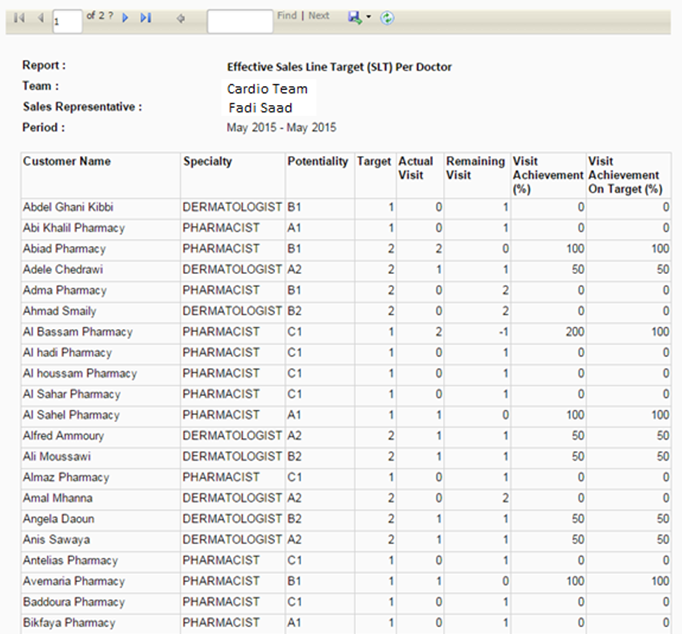 1 of 2 ? Find | Next
Report : Effective Sales Line Target (SLT) Per Doctor
Team : Cardio Team
Sales Representative : Fadi Saad
Period : May 2015 - May 2015
Customer Name Specialty Potentiality Target Actual Visit Remaining Visit Visit Achievement (%) Visit Achievement On Target (%)
Abdel Ghani Kibbi DERMATOLOGIST B1 1 0 1 0 0
Abi Khalil Pharmacy PHARMACIST A1 1 0 1 0 0
Abiad Pharmacy PHARMACIST B1 2 2 0 100 100
Adele Chedrawi DERMATOLOGIST A2 2 1 1 50 50
Adma Pharmacy PHARMACIST B1 2 0 2 0 0
Ahmad Smaily DERMATOLOGIST B2 2 0 2 0 0
Al Bassam Pharmacy PHARMACIST C1 1 2 -1 200 100
Al hadi Pharmacy PHARMACIST C1 1 0 1 0 0
Al houssam Pharmacy PHARMACIST C1 1 0 1 0 0
Al Sahar Pharmacy PHARMACIST C1 1 0 1 0 0
Al Sahel Pharmacy PHARMACIST A1 1 1 0 100 100
Alfred Ammoury DERMATOLOGIST A2 2 1 1 50 50
Ali Moussawi DERMATOLOGIST B2 2 1 1 50 50
Almaz Pharmacy PHARMACIST C1 1 0 1 0 0
Amal Mhanna DERMATOLOGIST A2 2 0 2 0 0
Angela Daoun DERMATOLOGIST B2 2 1 1 50 50
Anis Sawaya DERMATOLOGIST A2 2 1 1 50 50
Antelias Pharmacy PHARMACIST C1 1 0 1 0 0
Avemaria Pharmacy PHARMACIST B1 1 1 0 100 100
Baddoura Pharmacy PHARMACIST C1 1 0 1 0 0
Bikfaya Pharmacy PHARMACIST A1 1 0 1 0 0